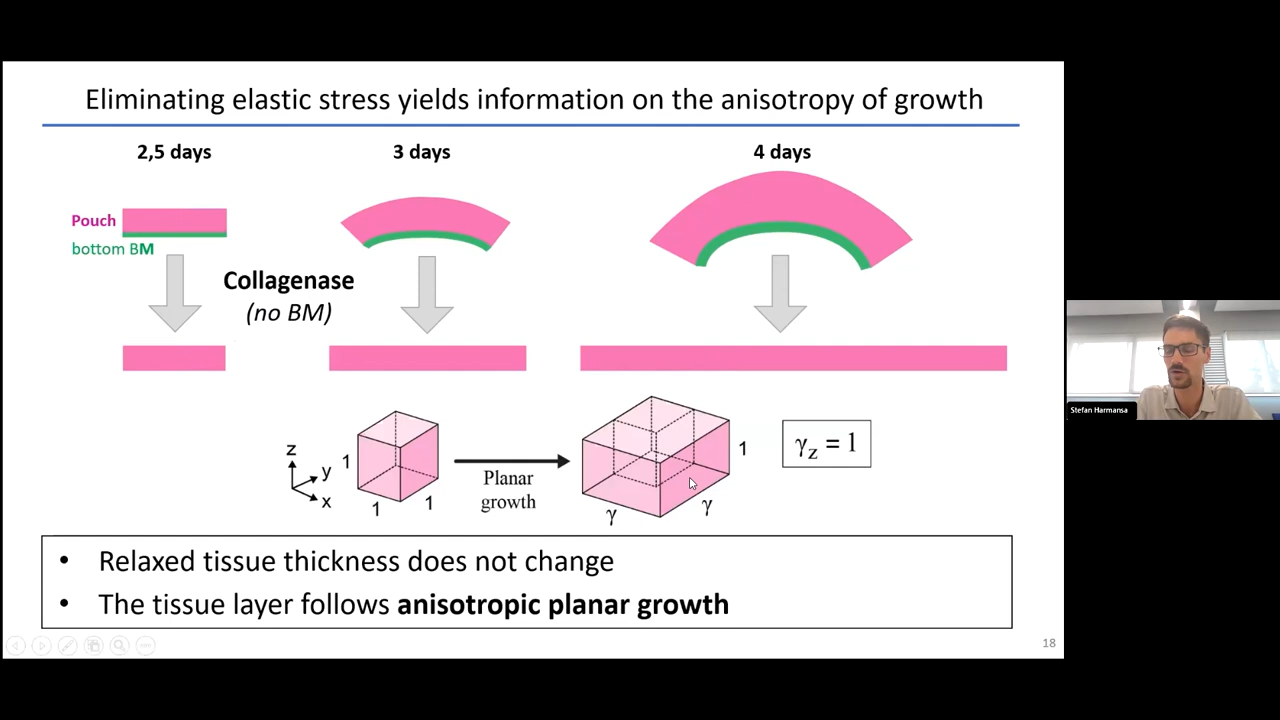 Eliminating elastic stress yields information on the anisotropy of growth
2,5 days
3 days
4 days
Pouch
bottom BM
Collagenase
(no BM)
z
y
x
1
1
1
Planar
growth
1
γ
γ
γz = 1
• Relaxed tissue thickness does not change
• The tissue layer follows anisotropic planar growth
18
Stefan Harmansa